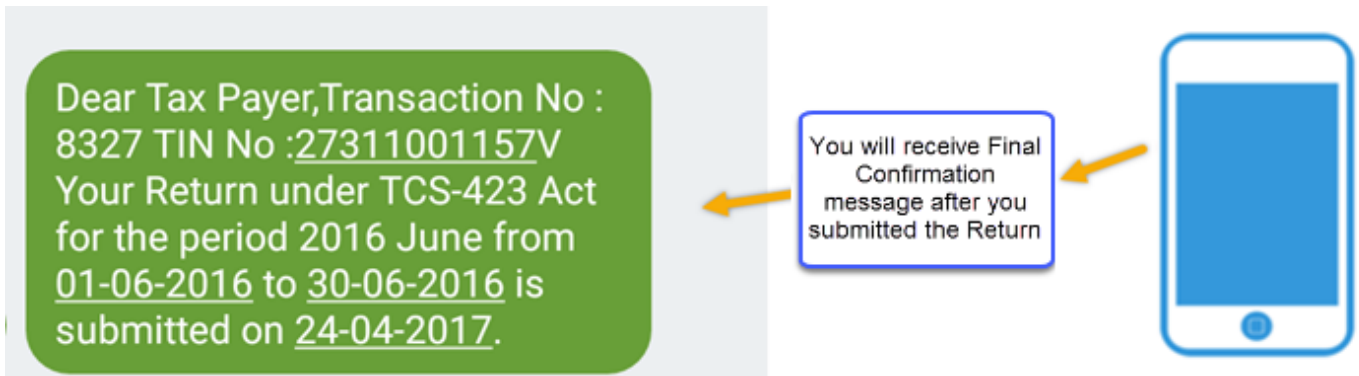 Dear Tax Payer,Transaction No :
8327 TIN No :27311001157V
Your Return under TCS-423 Act
for the period 2016 June from
01-06-2016 to 30-06-2016 is
submitted on 24-04-2017.
You will receive Final
Confirmation
message after you
submitted the Return